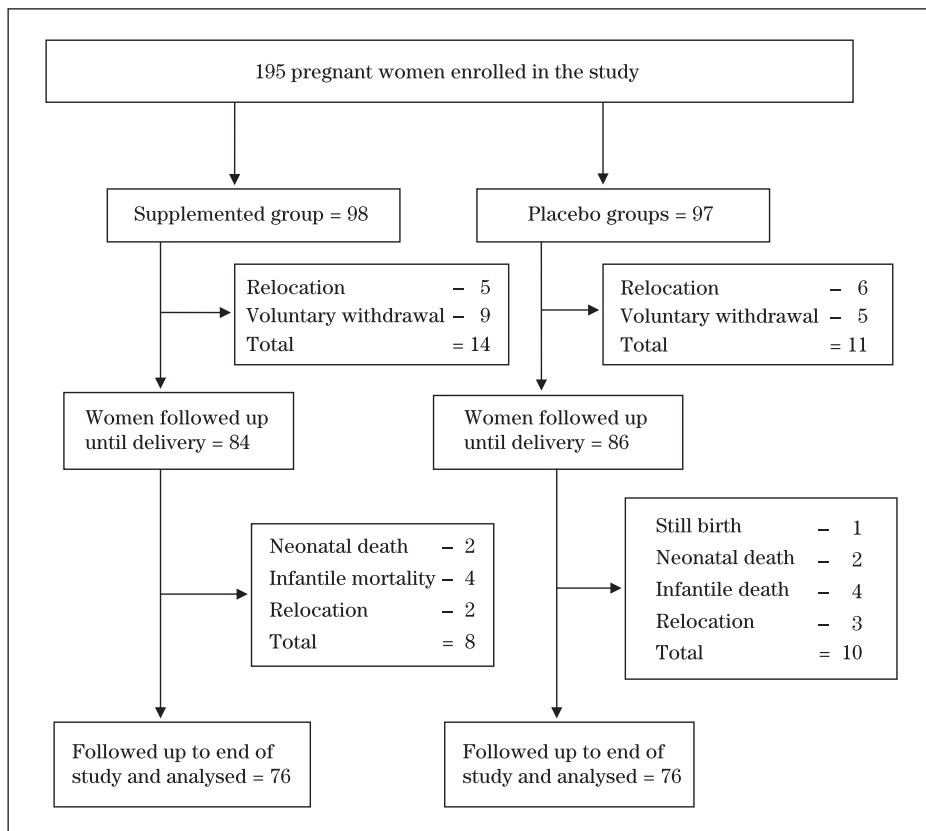 195 pregnant women enrolled in the study
Supplemented group = 98
Placebo groups = 97
Relocation – 5
Voluntary withdrawal – 9
Total = 14
Relocation – 6
Voluntary withdrawal – 5
Total = 11
Women followed up
until delivery = 84
Women followed up
until delivery = 86
Neonatal death – 2
Infantile mortality – 4
Relocation – 2
Total = 8
Still birth – 1
Neonatal death – 2
Infantile death – 4
Relocation – 3
Total = 10
Followed up to end of
study and analysed = 76
Followed up to end of
study and analysed = 76